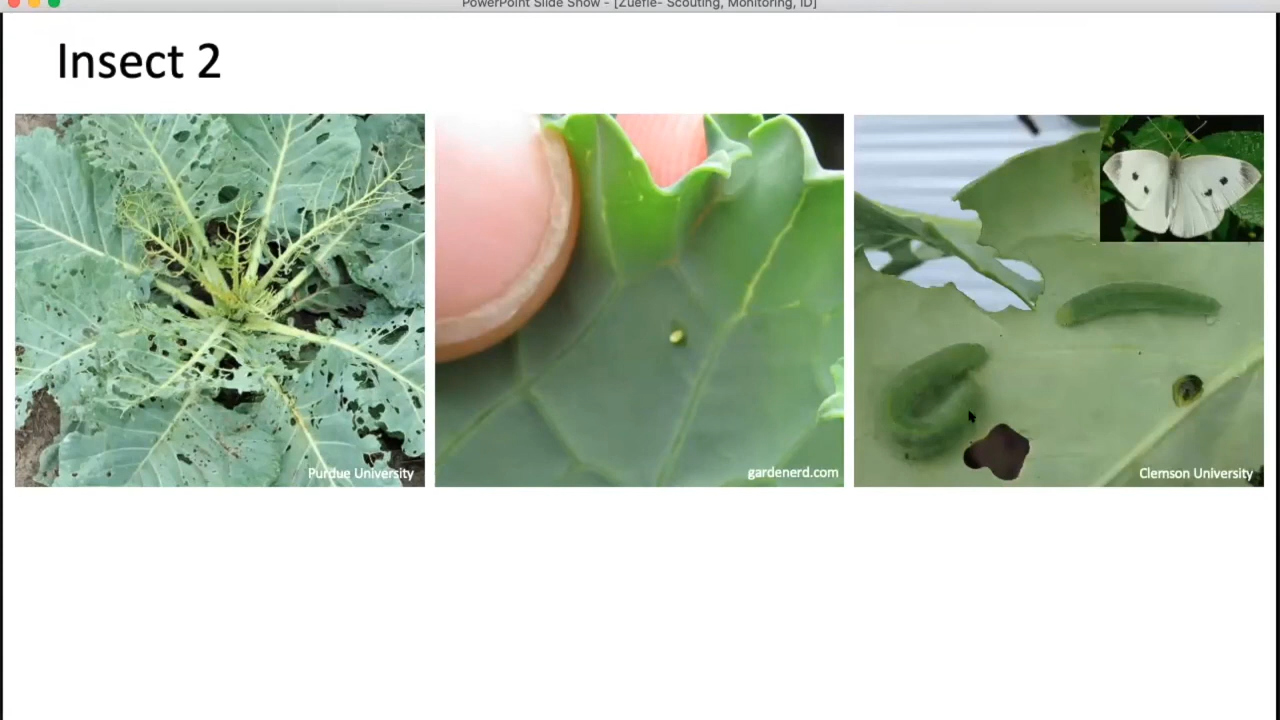 PowerPoint Slide Show - [Zuefle- Scouting, Monitoring, ID]
Insect 2
Purdue University
gardenerd.com
Clemson University